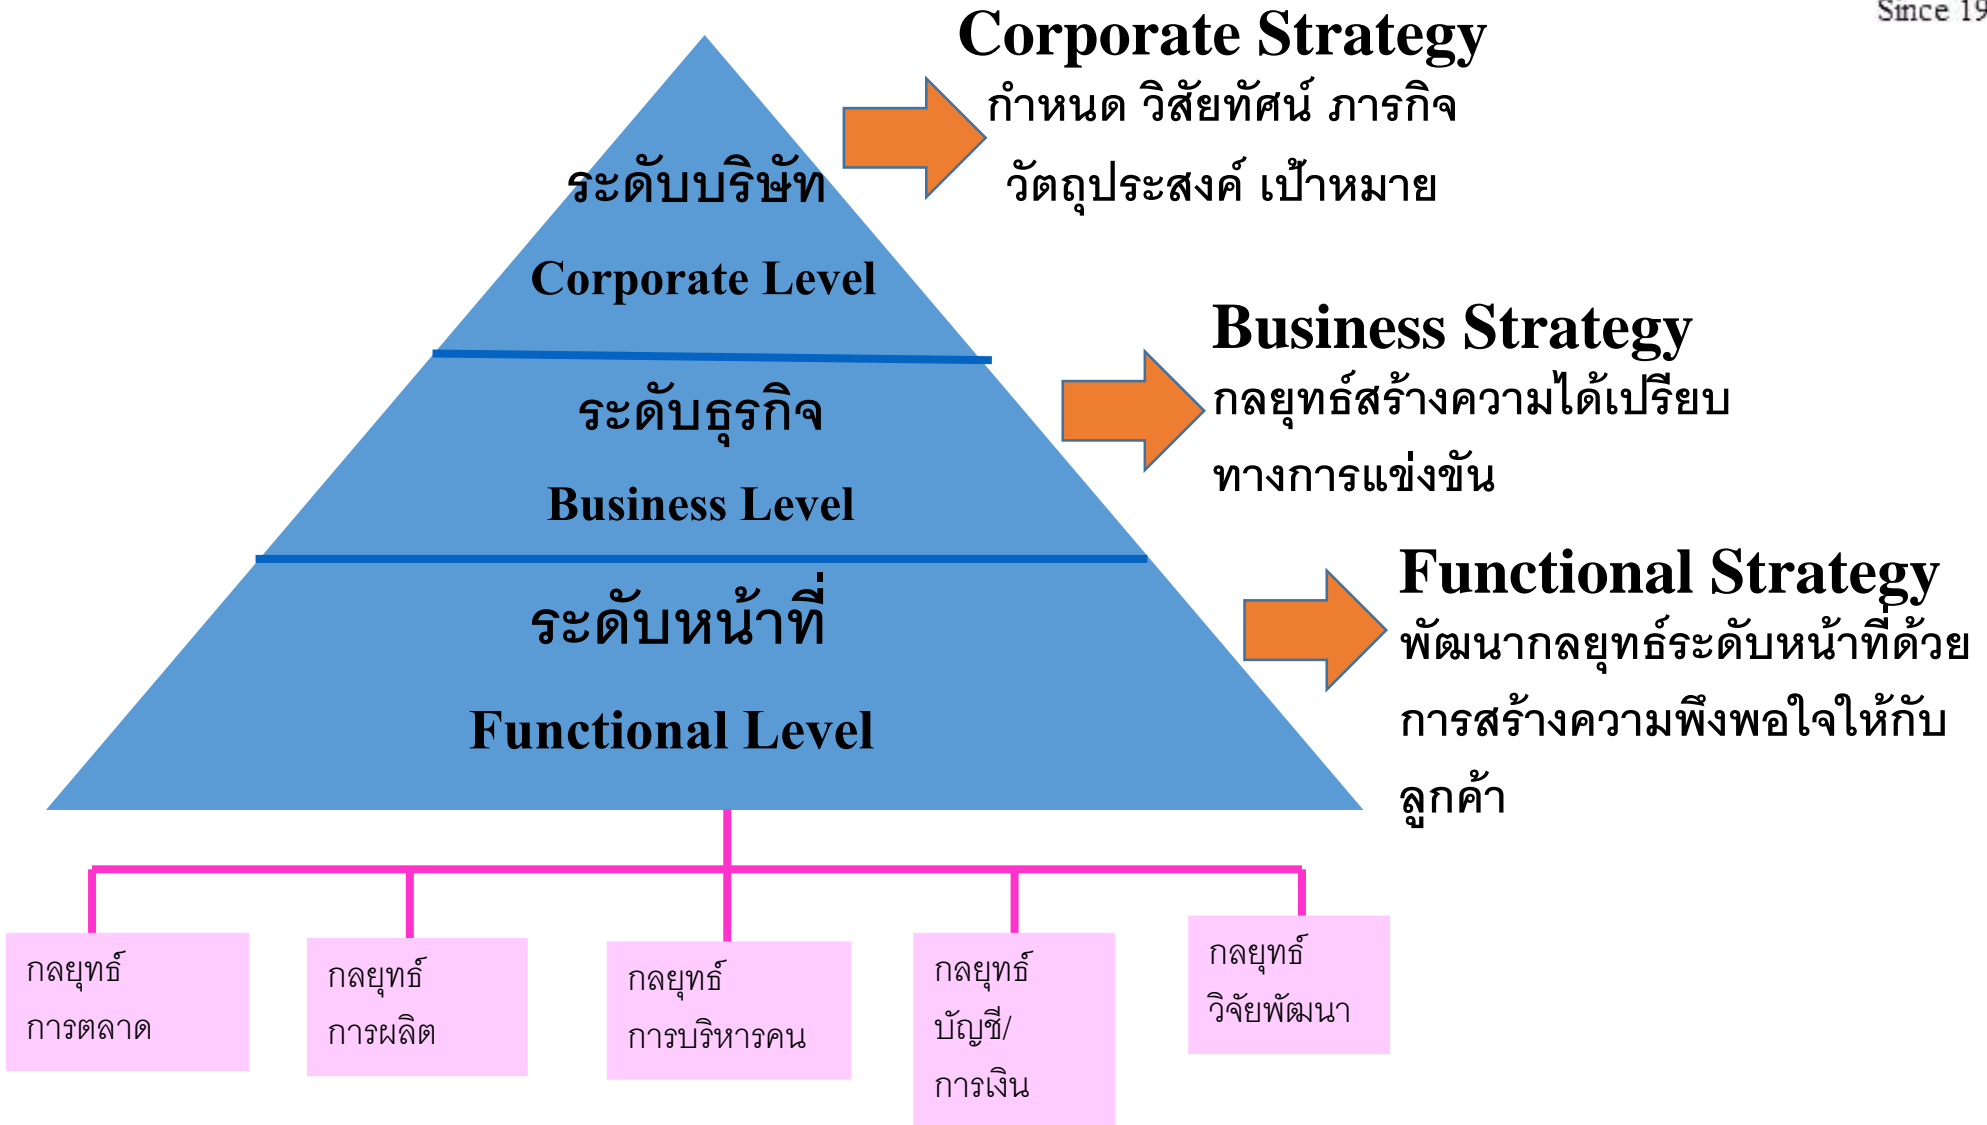 Since 19
Corporate Strategy
กำหนด วิสัยทัศน์ ภารกิจ
วัตถุประสงค์ เป้าหมาย
ระดับบริษัท
Corporate Level
Business Strategy
กลยุทธ์สร้างความได้เปรียบ
ทางการแข่งขัน
ระดับธุรกิจ
Business Level
Functional Strategy
พัฒนากลยุทธ์ระดับหน้าที่ด้วย
การสร้างความพึงพอใจให้กับ
ลูกค้า
ระดับหน้าที่
Functional Level
กลยุทธ์
การตลาด
กลยุทธ์
การผลิต
กลยุทธ์
การบริหารคน
กลยุทธ์
บัญชี/
การเงิน
กลยุทธ์
วิจัยพัฒนา